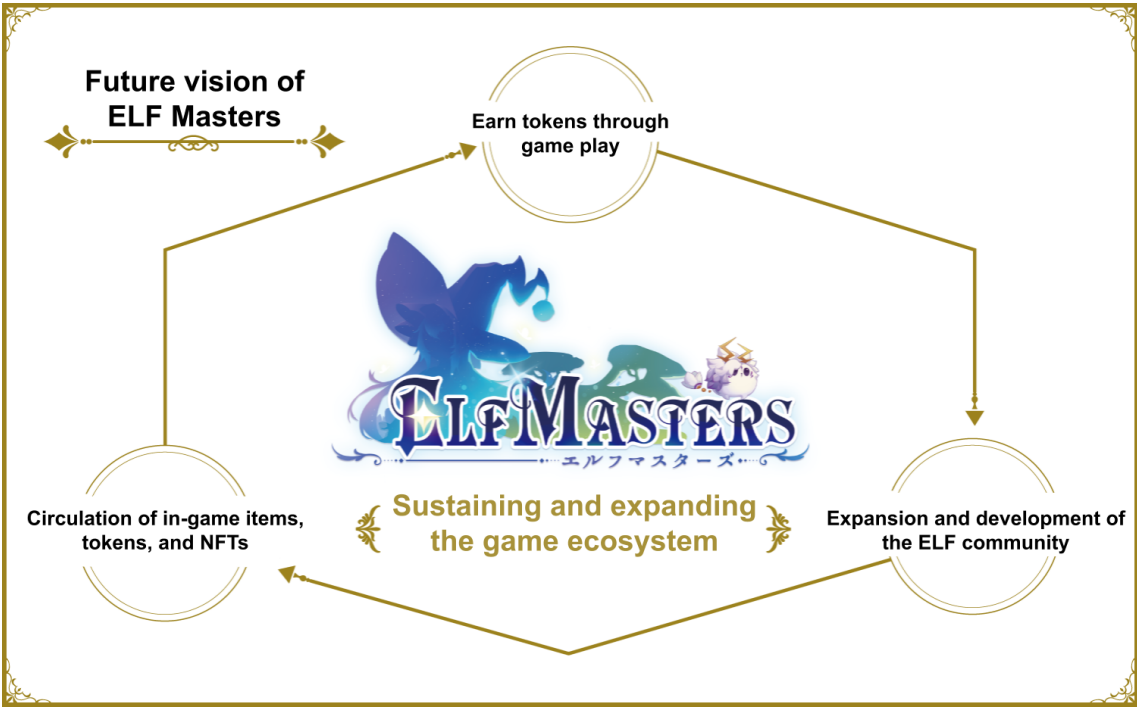 Future vision of
ELF Masters
Earn tokens through
game play
ELFMASTERS
エルフマスターズ
Sustaining and expanding
the game ecosystem
Circulation of in-game items,
tokens, and NFTs
Expansion and development of
the ELF community